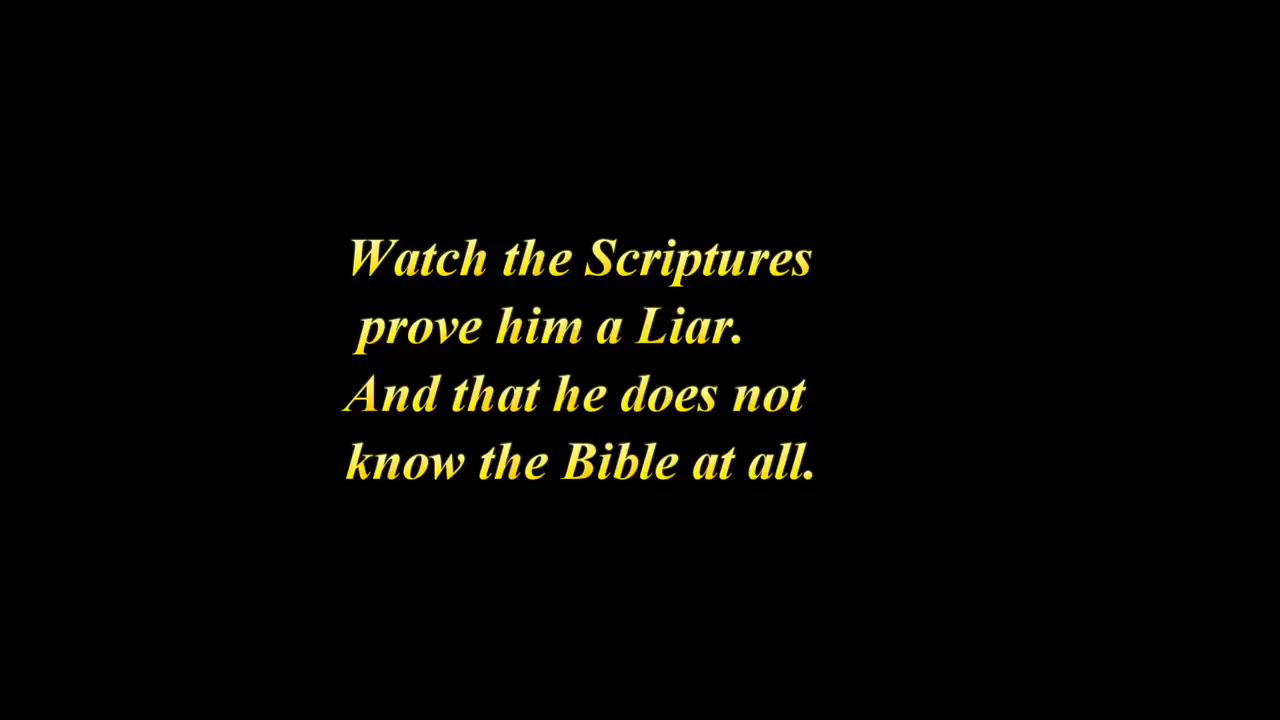 Watch the Scriptures
prove him a Liar.
And that he does not
know the Bible at all.